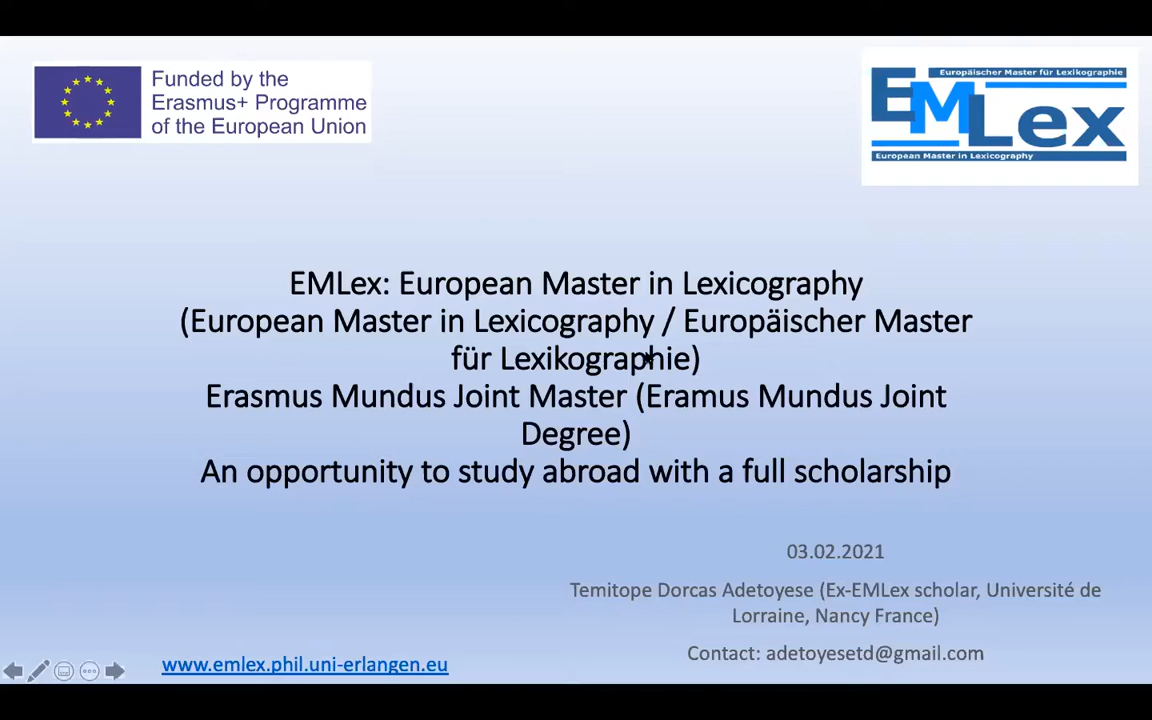 Funded by the
Erasmus+ Programme
of the European Union
Europäischer Master für Lexikographie
EMLex
European Master in Lexicography
EMLex: European Master in Lexicography
(European Master in Lexicography / Europäischer Master
für Lexikographie)
Erasmus Mundus Joint Master (Eramus Mundus Joint
Degree)
An opportunity to study abroad with a full scholarship
03.02.2021
Temitope Dorcas Adetoyese (Ex-EMLex scholar, Université de
Lorraine, Nancy France)
Contact: adetoyesetd@gmail.com
www.emlex.phil.uni-erlangen.eu